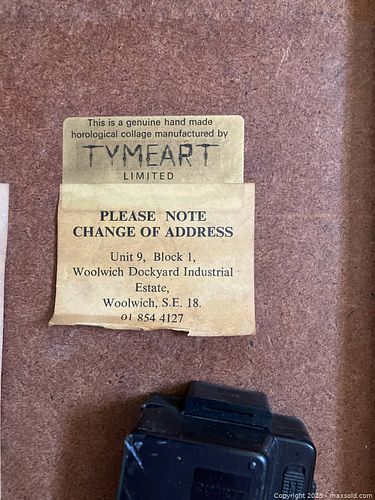 This is a genuine hand made
horological collage manufactured by
TYMEART
LIMITED
PLEASE NOTE
CHANGE OF ADDRESS
Unit 9, Block 1,
Woolwich Dockyard Industrial
Estate,
Woolwich, S.E. 18.
01 854 4127
Copyright 2025 - maxsold.com